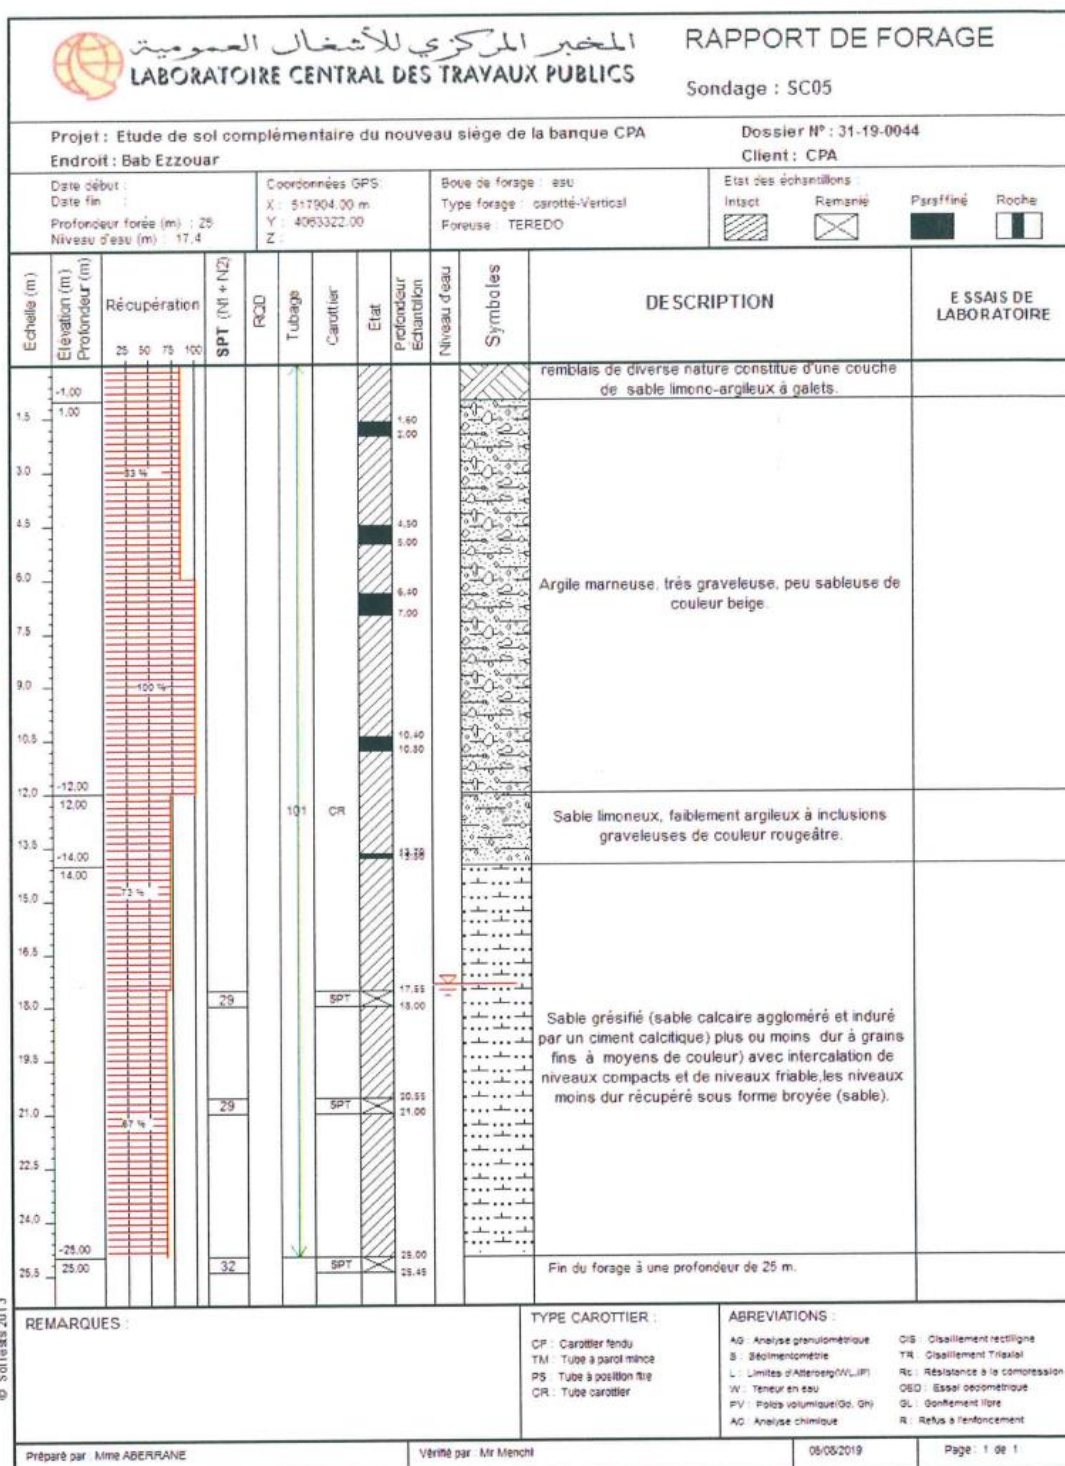 المخبر المركزي للأشغال العمومية
LABORATOIRE CENTRAL DES TRAVAUX PUBLICS
RAPPORT DE FORAGE
Sondage : SC05
Projet : Etude de sol complémentaire du nouveau siège de la banque CPA
Endroit : Bab Ezzouar
Dossier N° : 31-19-0044
Client : CPA
Date début :
Date fin :
Profondeur forée (m) : 25
Niveau d'eau (m) : 17,4
Coordonnées GPS:
X : 517904.00 m
Y : 4063322.00
Z :
Boue de forage : eau
Type forage : carotté-Vertical
Foreuse : TEREDO
Etat des échantillons :
Intact Remanié Paraffiné Roche
Echelle (m)
Elevation (m)
Profondeur (m)
Récupération
25 50 75 100
SPT (N1 + N2)
RQD
Tubage
Carottier
Etat
Profondeur
Echantillon
Niveau d'eau
Symboles
DESCRIPTION
ESSAIS DE
LABORATOIRE
remblais de diverse nature constitue d'une couche
de sable limono-argileux à galets.
-1.00
1.00
1.5
1.60
2.00
3.0
4.5
4.50
5.00
6.0
6.40
7.00
Argile marneuse, trés graveleuse, peu sableuse de
couleur beige.
7.5
9.0
100 %
10.5
10.40
10.80
-12.00
12.0
12.00
101
CR
Sable limoneux, faiblement argileux à inclusions
graveleuses de couleur rougeâtre.
13.5
-14.00
14.00
73 %
15.0
16.5
17.55
18.0
29
SPT
18.00
Sable grésifié (sable calcaire aggloméré et induré
par un ciment calcitique) plus ou moins dur à grains
fins à moyens de couleur) avec intercalation de
niveaux compacts et de niveaux friable,les niveaux
moins dur récupéré sous forme broyée (sable).
19.5
20.55
29
SPT
21.0
21.00
67 %
22.5
24.0
-25.00
25.00
25.00
32
SPT
25.45
25.5
Fin du forage à une profondeur de 25 m.
© Soltests 2013
REMARQUES :
TYPE CAROTTIER :
CF : Carottier fendu
TM : Tube à paroi mince
PS : Tube à position fixe
CR : Tube carottier
ABREVIATIONS :
AG : Analyse granulométrique
S : Sédimentométrie
L : Limites d'Atterberg(WL,IP)
W : Teneur en eau
PV : Poids volumique(Gd, Gh)
AC : Analyse chimique
CIS : Cisaillement rectiligne
TR : Cisaillement Triaxial
Rc : Résistance à la compression
OED : Essai oedométrique
GL : Gonflement libre
R : Refus à l'enfoncement
Préparé par : Mme ABERRANE
Vérifié par : Mr Menchi
Page : 1 de 1